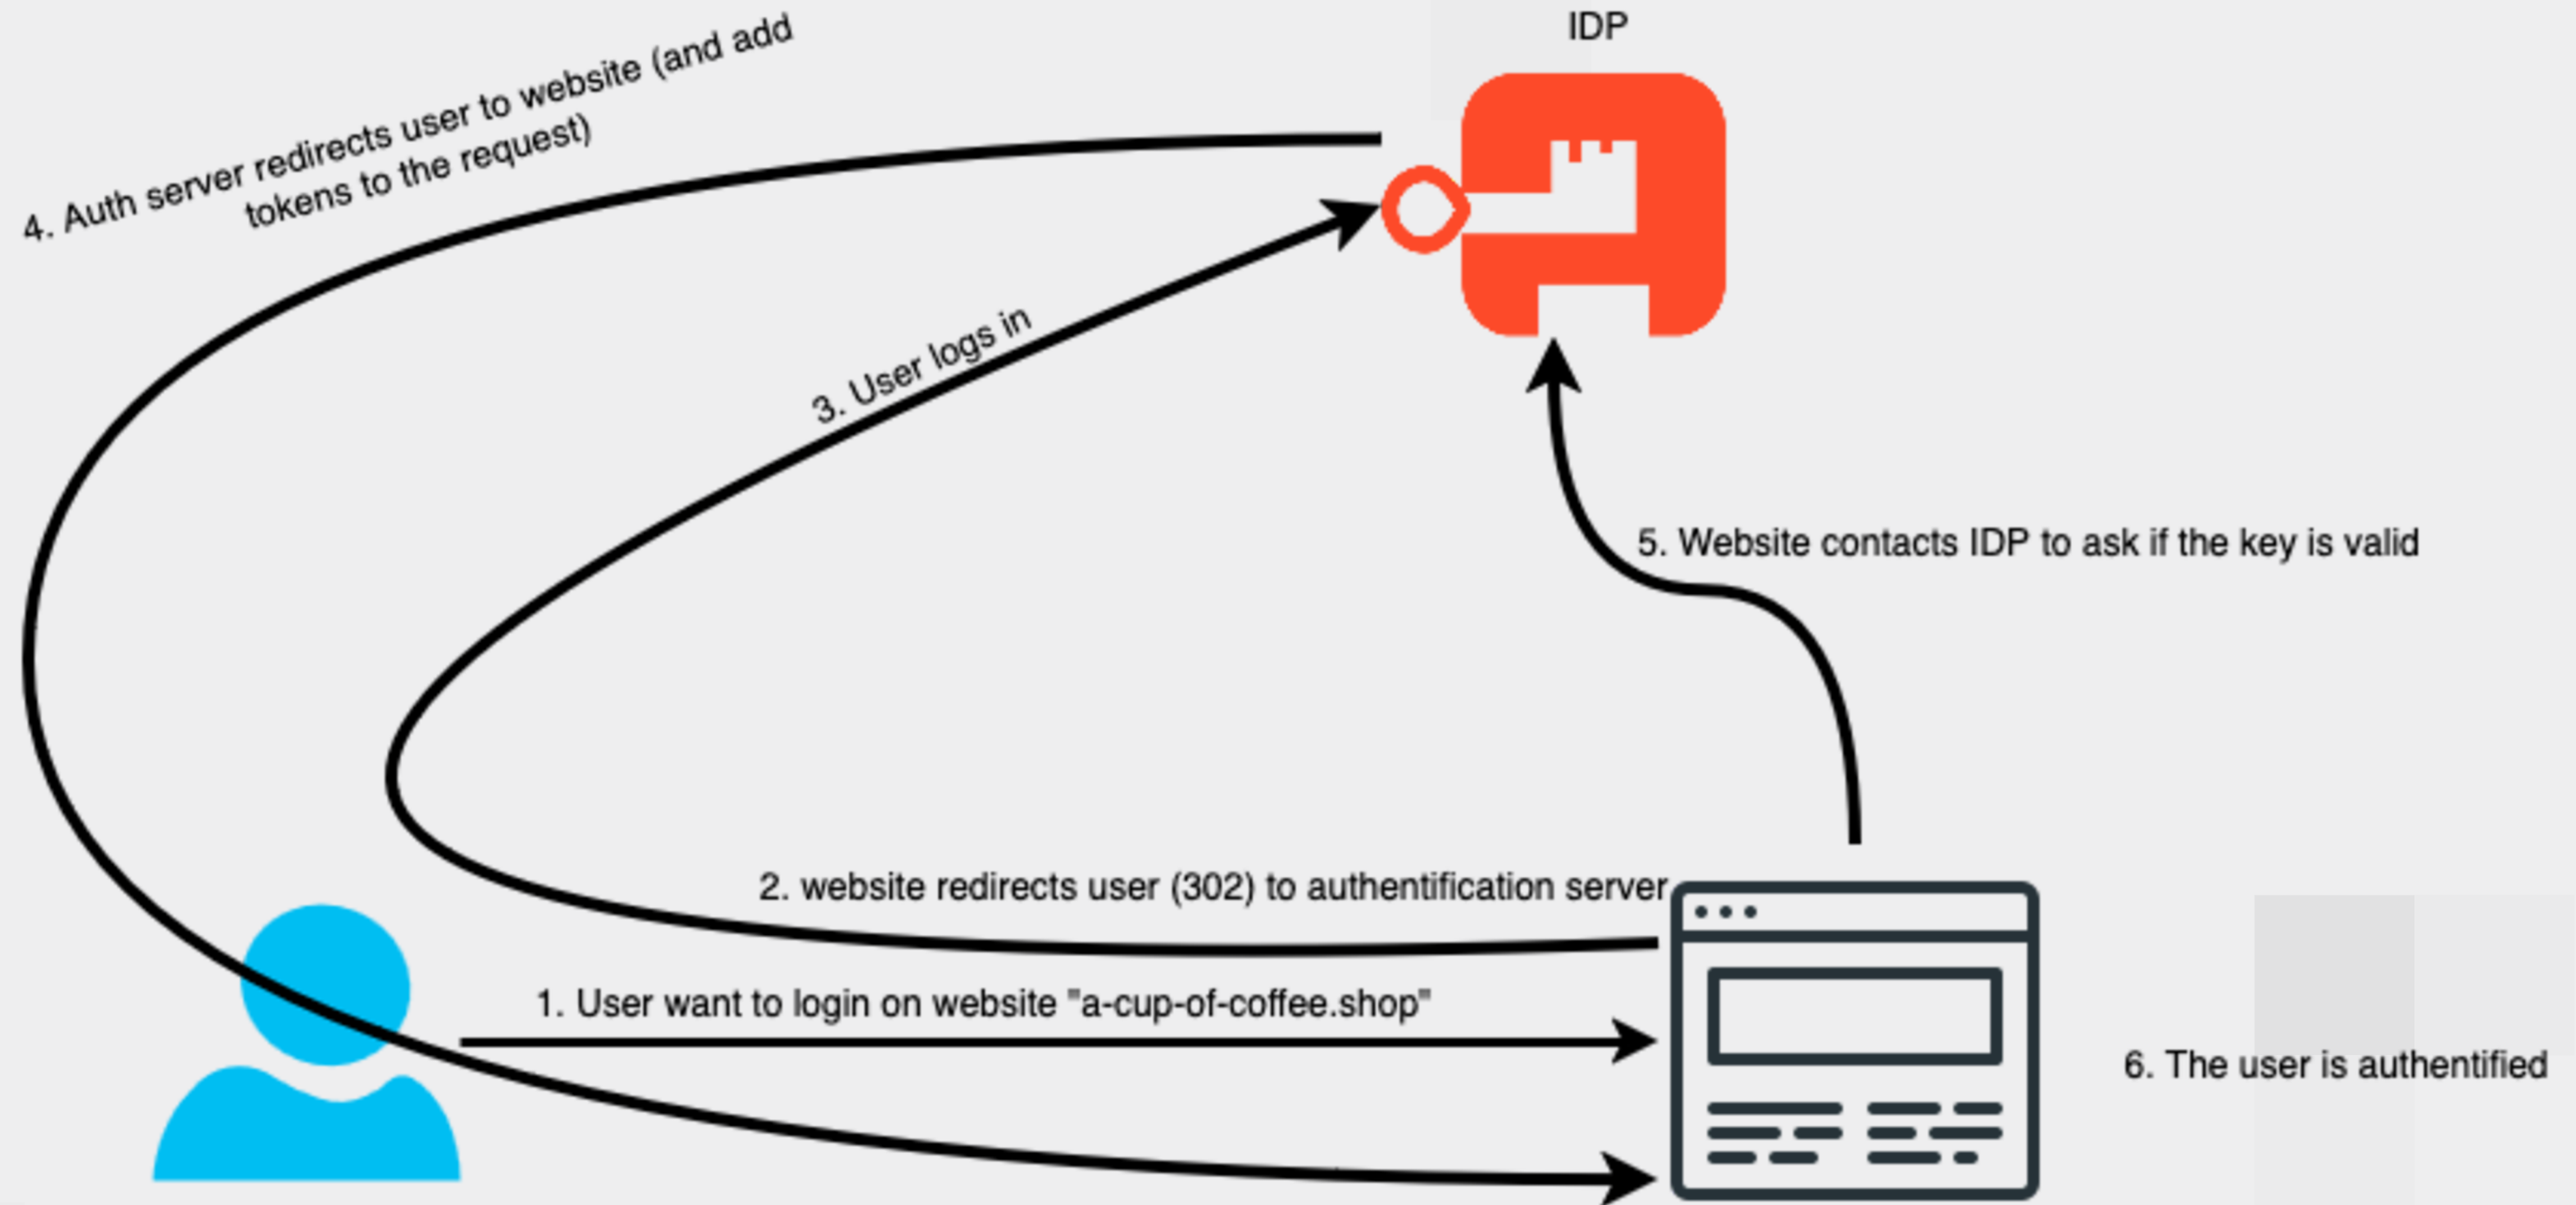 IDP
4. Auth server redirects user to website (and add
tokens to the request)
3. User logs in
5. Website contacts IDP to ask if the key is valid
2. website redirects user (302) to authentification server
1. User want to login on website "a-cup-of-coffee.shop"
6. The user is authentified